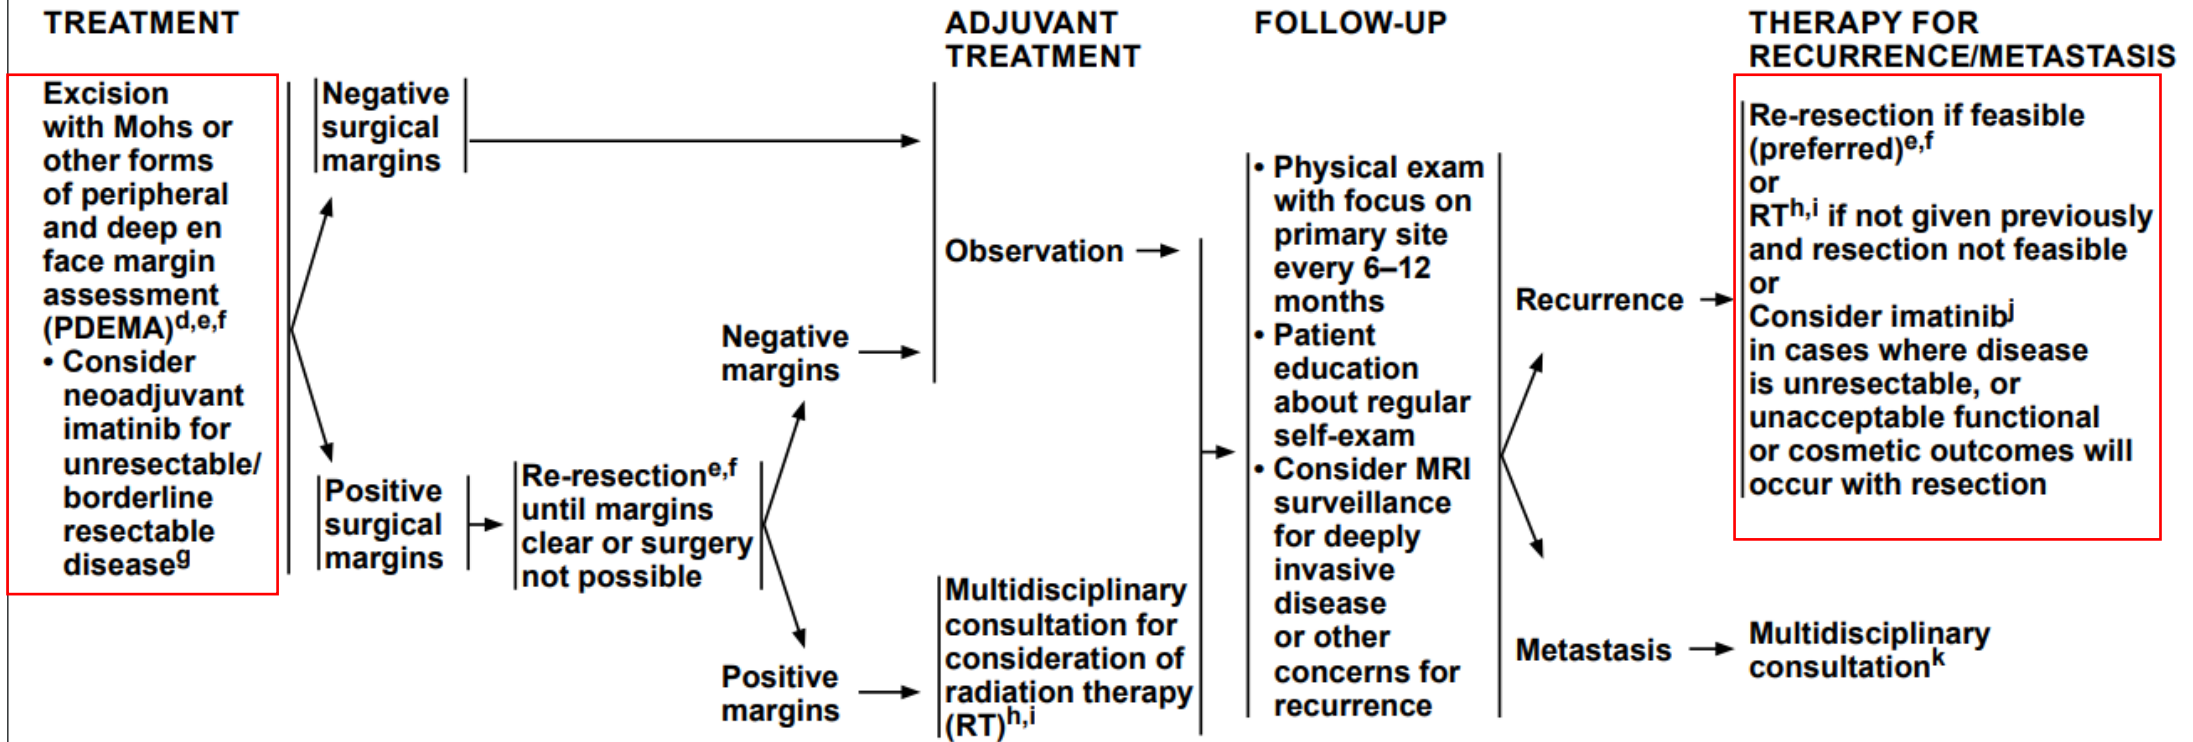 TREATMENT
Excision
with Mohs or
other forms
of peripheral
and deep en
face margin
assessment
(PDEMA)d,e,f
• Consider
neoadjuvant
imatinib for
unresectable/
borderline
resectable
diseaseg
Negative
surgical
margins
Positive
surgical
margins
Re-resectione,f
until margins
clear or surgery
not possible
Negative
margins
Positive
margins
ADJUVANT
TREATMENT
Observation
Multidisciplinary
consultation for
consideration of
radiation therapy
(RT)h,i
FOLLOW-UP
• Physical exam
with focus on
primary site
every 6–12
months
• Patient
education
about regular
self-exam
• Consider MRI
surveillance
for deeply
invasive
disease
or other
concerns for
recurrence
Recurrence
Metastasis
THERAPY FOR
RECURRENCE/METASTASIS
Re-resection if feasible
(preferred)e,f
or
RTh,i if not given previously
and resection not feasible
or
Consider imatinibj
in cases where disease
is unresectable, or
unacceptable functional
or cosmetic outcomes will
occur with resection
Multidisciplinary
consultationk